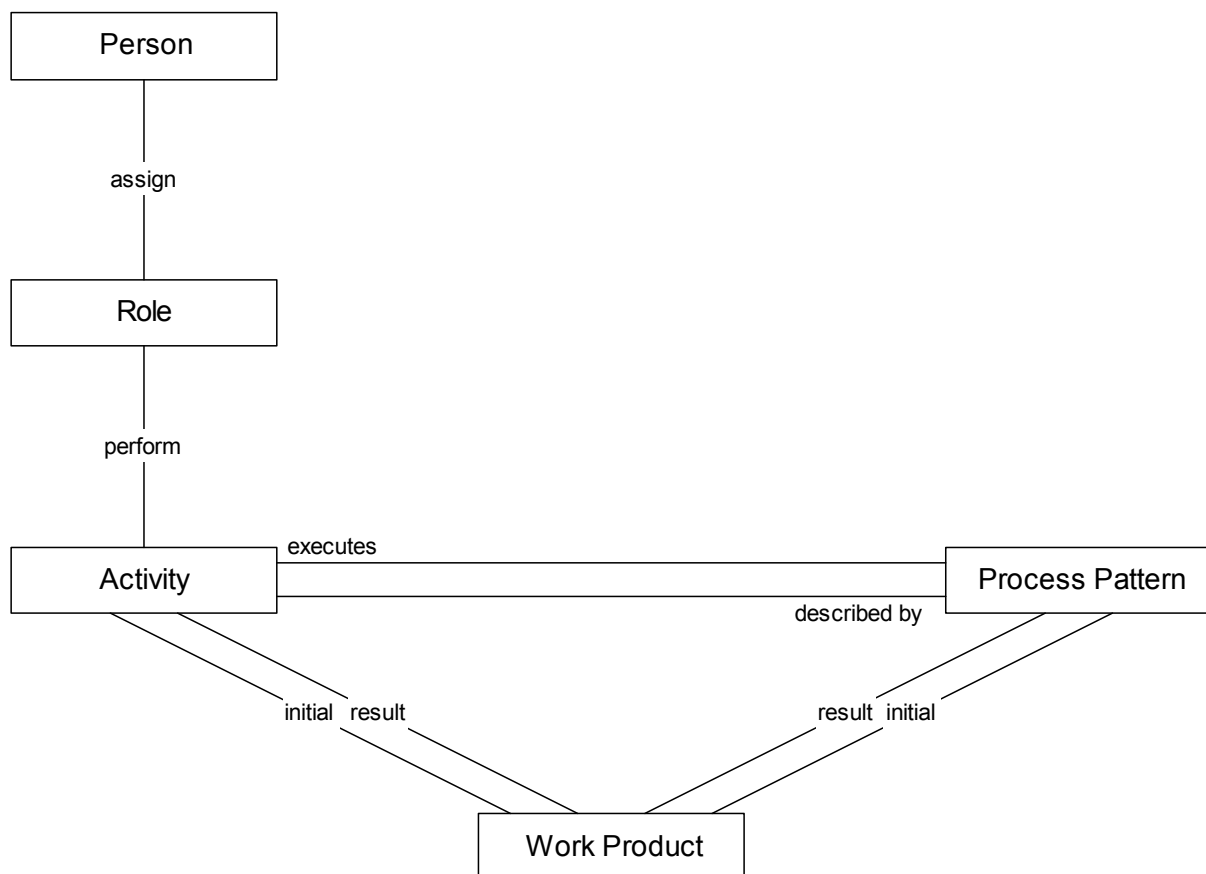 Person
assign
Role
perform
executes
Activity
Process Pattern
described by
initial result
result initial
Work Product